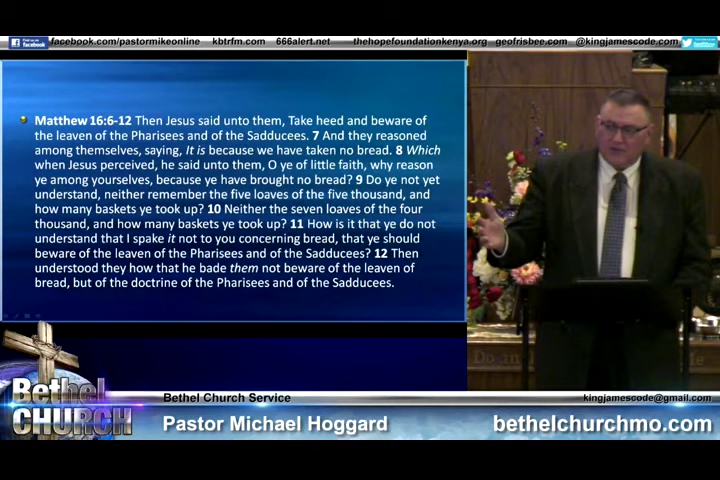 facebook.com/pastormikeonline kbtrfm.com 666alert.net thehopefoundationkenya.org geofrisbee.com @kingjamescode.com
Find us on facebook
twitter
Matthew 16:6-12 Then Jesus said unto them, Take heed and beware of
the leaven of the Pharisees and of the Sadducees. 7 And they reasoned
among themselves, saying, It is because we have taken no bread. 8 Which
when Jesus perceived, he said unto them, O ye of little faith, why reason
ye among yourselves, because ye have brought no bread? 9 Do ye not yet
understand, neither remember the five loaves of the five thousand, and
how many baskets ye took up? 10 Neither the seven loaves of the four
thousand, and how many baskets ye took up? 11 How is it that ye do not
understand that I spake it not to you concerning bread, that ye should
beware of the leaven of the Pharisees and of the Sadducees? 12 Then
understood they how that he bade them not beware of the leaven of
bread, but of the doctrine of the Pharisees and of the Sadducees.
Bethel
CHURCH
Bethel Church Service
kingjamescode@gmail.com
Pastor Michael Hoggard
bethelchurchmo.com